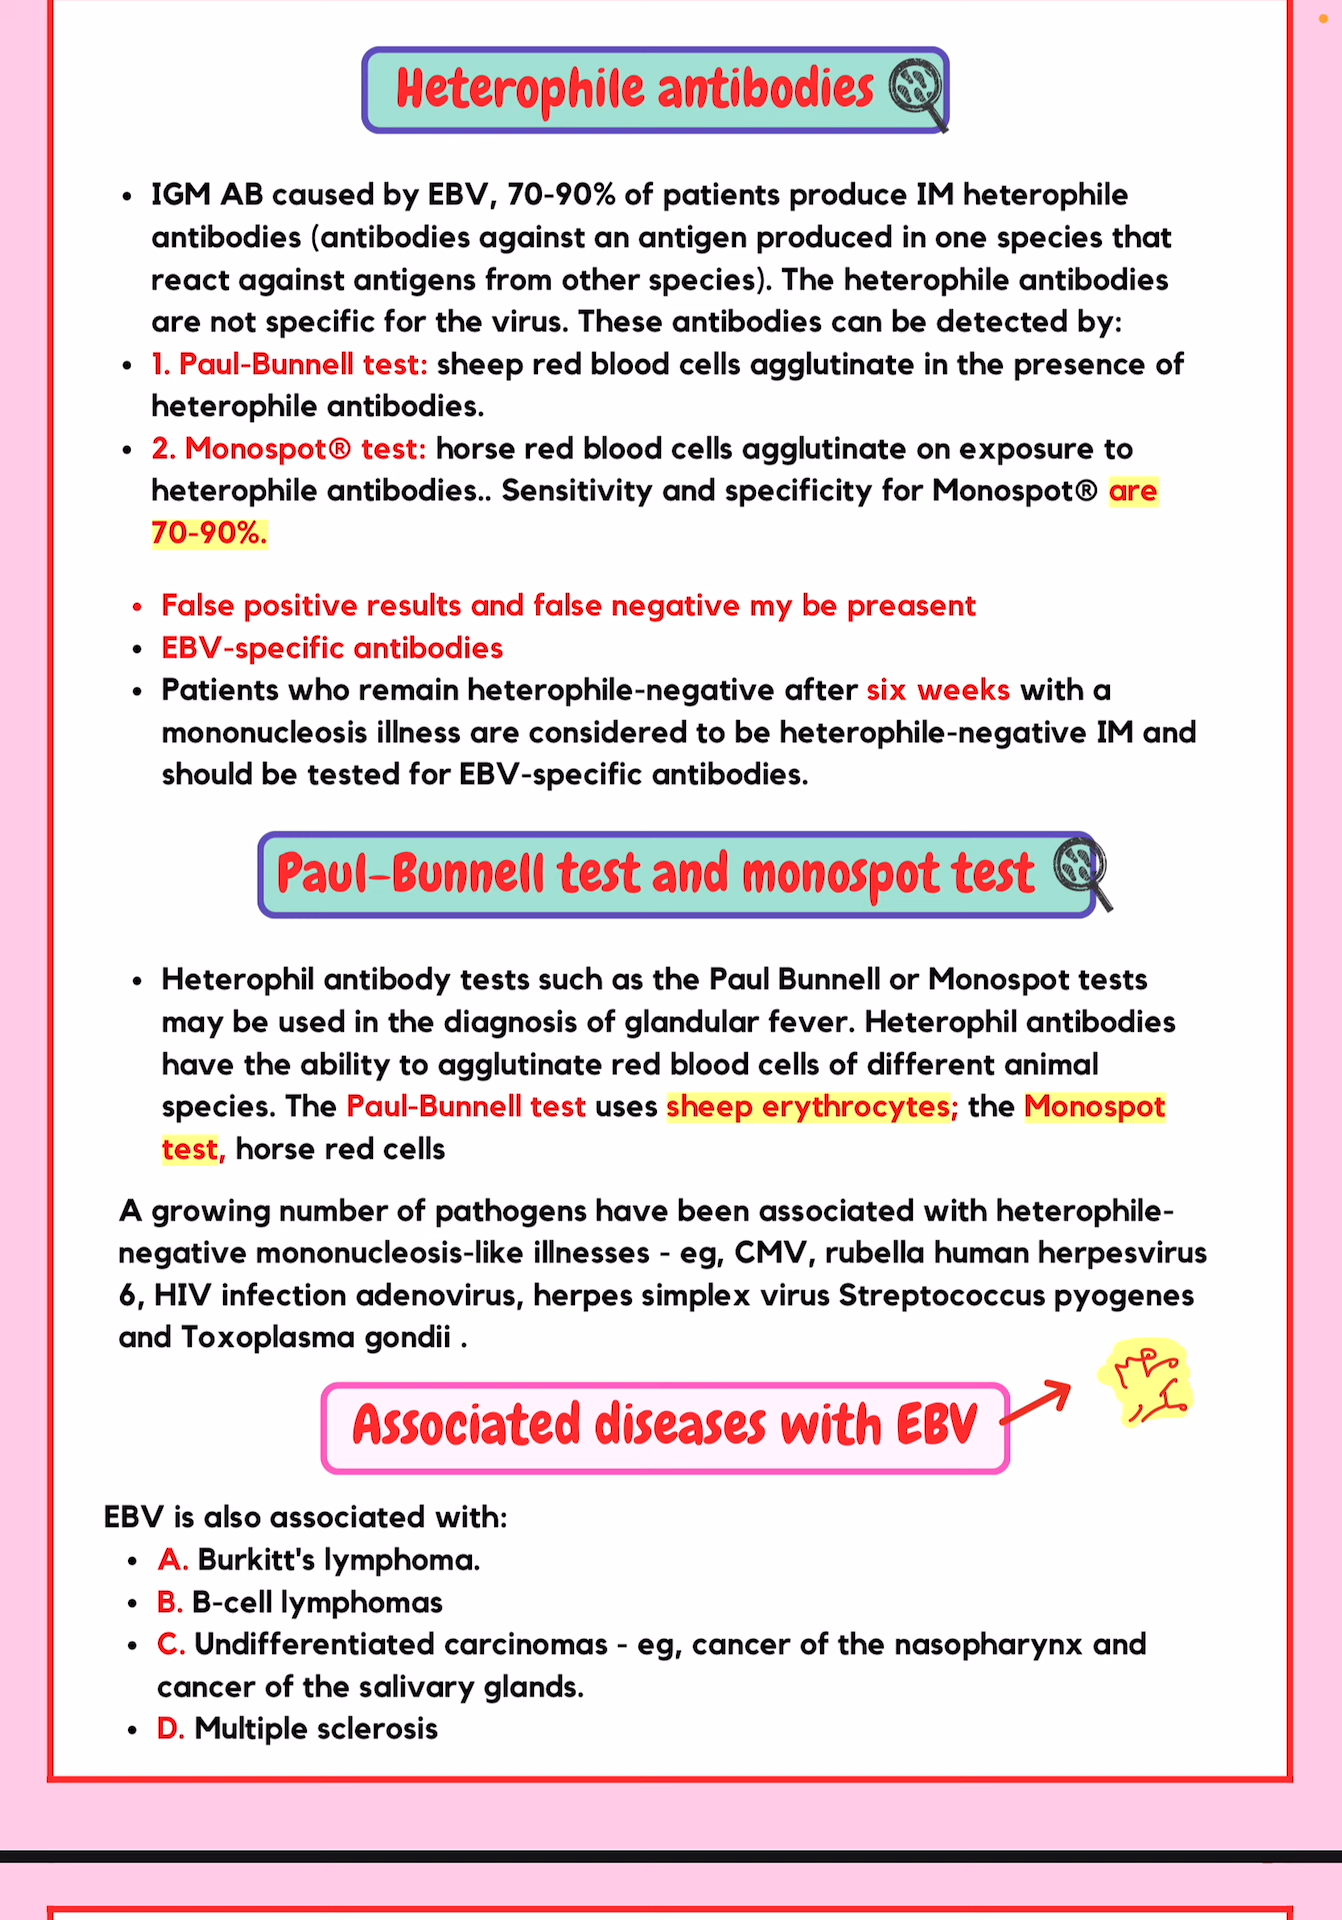 Heterophile antibodies
• IGM AB caused by EBV, 70-90% of patients produce IM heterophile
antibodies (antibodies against an antigen produced in one species that
react against antigens from other species). The heterophile antibodies
are not specific for the virus. These antibodies can be detected by:
• 1. Paul-Bunnell test: sheep red blood cells agglutinate in the presence of
heterophile antibodies.
• 2. Monospot® test: horse red blood cells agglutinate on exposure to
heterophile antibodies.. Sensitivity and specificity for Monospot® are
70-90%.
• False positive results and false negative my be preasent
• EBV-specific antibodies
• Patients who remain heterophile-negative after six weeks with a
mononucleosis illness are considered to be heterophile-negative IM and
should be tested for EBV-specific antibodies.
Paul-Bunnell test and monospot test
• Heterophil antibody tests such as the Paul Bunnell or Monospot tests
may be used in the diagnosis of glandular fever. Heterophil antibodies
have the ability to agglutinate red blood cells of different animal
species. The Paul-Bunnell test uses sheep erythrocytes; the Monospot
test, horse red cells
A growing number of pathogens have been associated with heterophile-
negative mononucleosis-like illnesses - eg, CMV, rubella human herpesvirus
6, HIV infection adenovirus, herpes simplex virus Streptococcus pyogenes
and Toxoplasma gondii .
Associated diseases with EBV
EBV is also associated with:
• A. Burkitt's lymphoma.
• B. B-cell lymphomas
• C. Undifferentiated carcinomas - eg, cancer of the nasopharynx and
cancer of the salivary glands.
• D. Multiple sclerosis